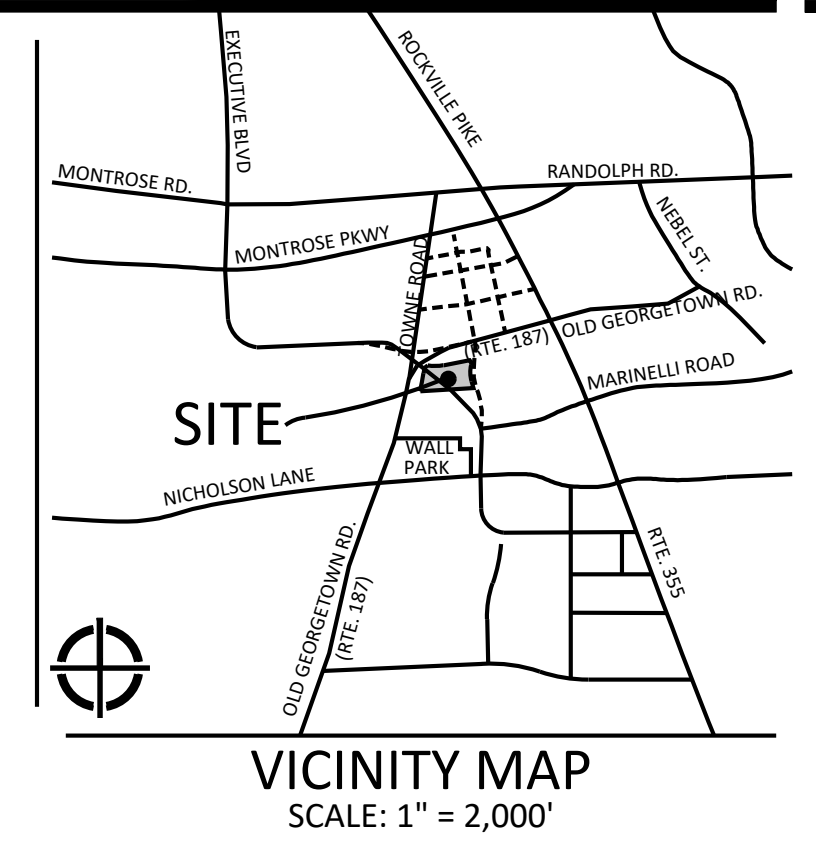 EXECUTIVE BLVD
ROCKVILLE PIKE
MONTROSE RD.
RANDOLPH RD.
NEBEL ST.
MONTROSE PKWY
TOWNE ROAD
OLD GEORGETOWN RD.
(RTE. 187)
MARINELLI ROAD
SITE
WALL
PARK
NICHOLSON LANE
RTE. 355
OLD GEORGETOWN RD.
(RTE. 187)
VICINITY MAP
SCALE: 1" = 2,000'